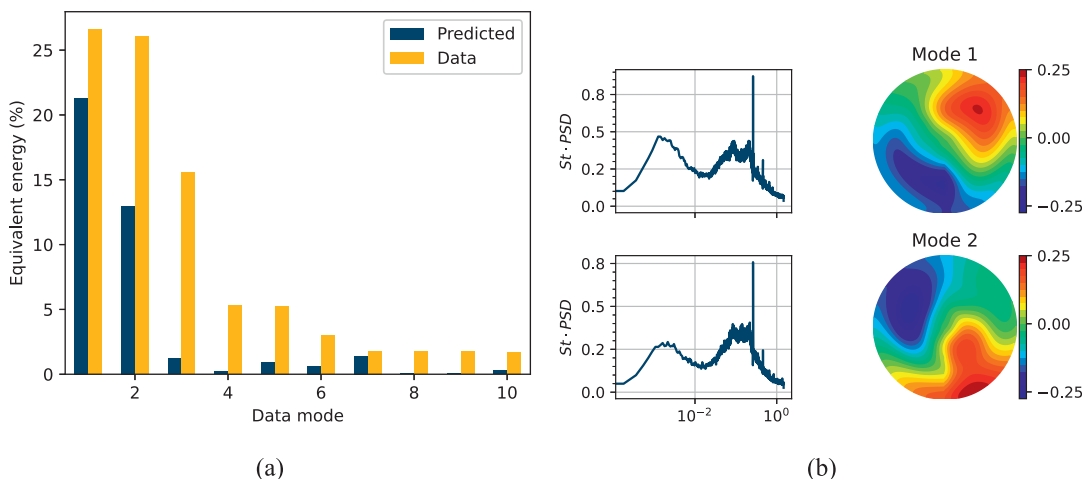 Predicted
Data
Equivalent energy (%)
25
20
15
10
5
0
2
4
6
8
10
Data mode
(a)
St · PSD
0.8
0.5
0.2
0.0
St · PSD
0.8
0.5
0.2
0.0
10⁻²
10⁰
Mode 1
0.25
0.00
−0.25
Mode 2
0.25
0.00
−0.25
(b)